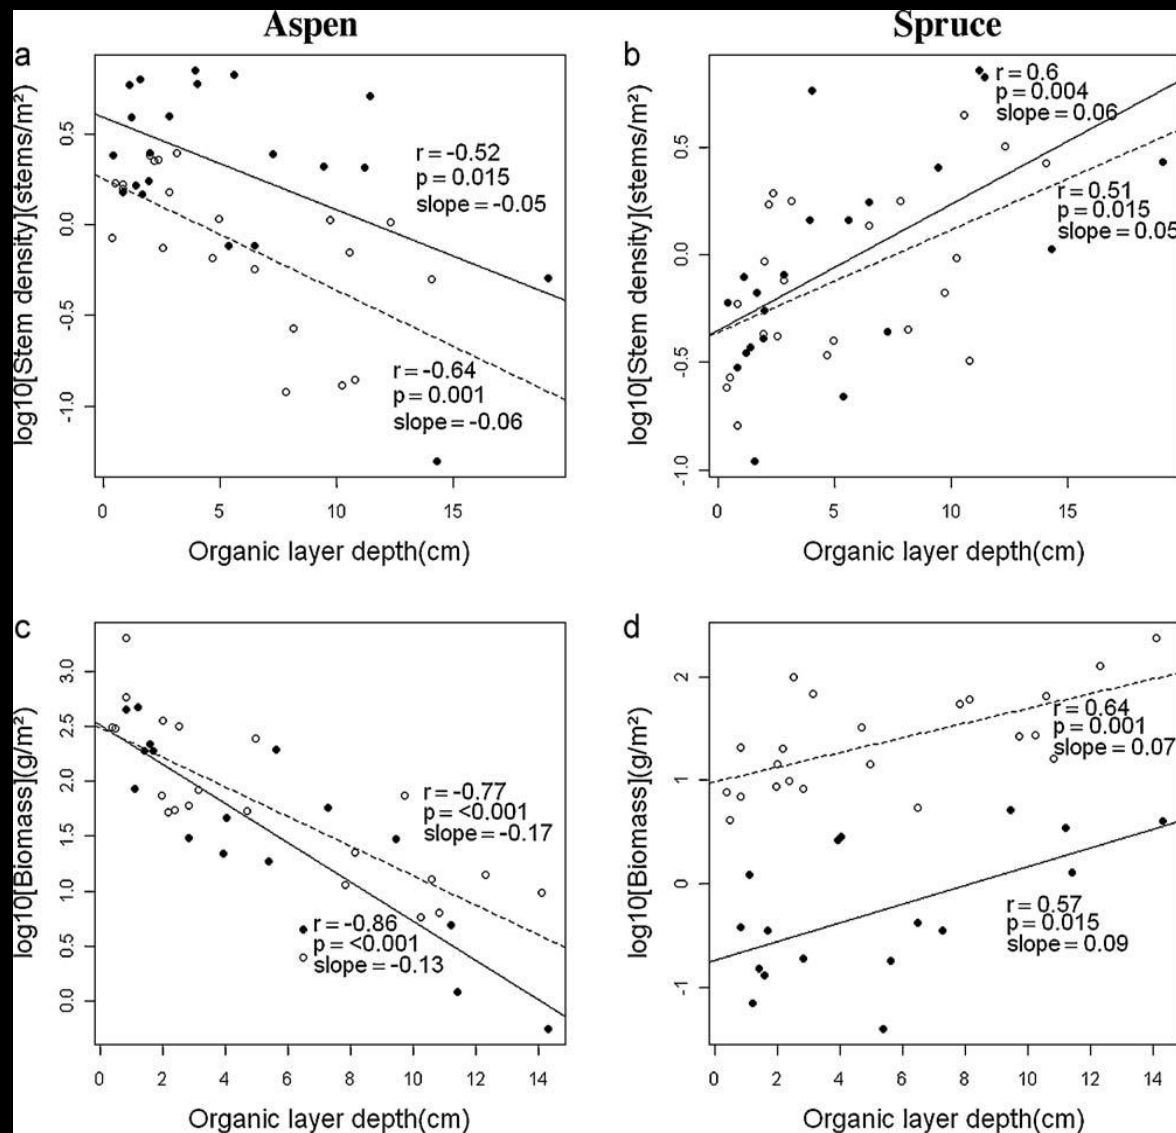 Aspen
Spruce
a
log10[Stem density](stems/m²)
0.5
0.0
-0.5
-1.0
r = -0.52
p = 0.015
slope = -0.05
r = -0.64
p = 0.001
slope = -0.06
0 5 10 15
Organic layer depth(cm)
b
log10[Stem density](stems/m²)
0.5
0.0
-0.5
-1.0
r = 0.6
p = 0.004
slope = 0.06
r = 0.51
p = 0.015
slope = 0.05
0 5 10 15
Organic layer depth(cm)
c
log10[Biomass](g/m²)
3.0
2.5
2.0
1.5
1.0
0.5
0.0
r = -0.77
p = <0.001
slope = -0.17
r = -0.86
p = <0.001
slope = -0.13
0 2 4 6 8 10 12 14
Organic layer depth(cm)
d
log10[Biomass](g/m²)
2
1
0
-1
r = 0.64
p = 0.001
slope = 0.07
r = 0.57
p = 0.015
slope = 0.09
0 2 4 6 8 10 12 14
Organic layer depth(cm)